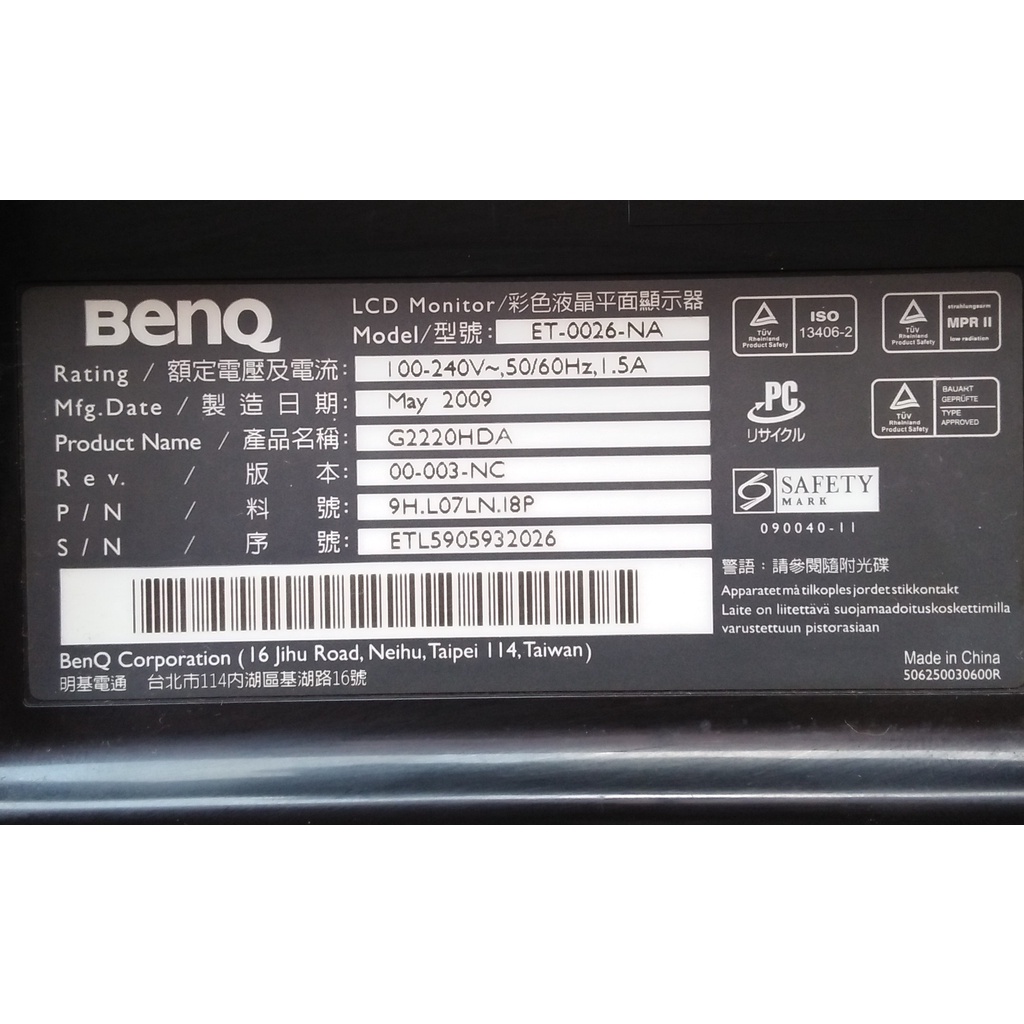 BenQ
LCD Monitor/彩色液晶平面顯示器
Model/型號: ET-0026-NA
Rating / 額定電壓及電流: 100-240V~,50/60Hz,1.5A
Mfg.Date / 製造日期: May 2009
Product Name / 產品名稱: G2220HDA
Rev. / 版本: 00-003-NC
P/N / 料號: 9H.L07LN.I8P
S/N / 序號: ETL5905932026
BenQ Corporation (16 Jihu Road, Neihu, Taipei 114, Taiwan)
明基電通 台北市114內湖區基湖路16號
TÜV
Rheinland
Product Safety
ISO
13406-2
TÜV
Rheinland
Product Safety
strahlungsarm
MPR II
low radiation
PC
リサイクル
TÜV
Rheinland
Product Safety
BAUART
GEPRÜFTE
TYPE
APPROVED
SAFETY
MARK
090040-11
警語:請參閱隨附光碟
Apparatet må tilkoples jordet stikkontakt
Laite on liitettävä suojamaadoituskoskettimilla
varustettuun pistorasiaan
Made in China
506250030600R